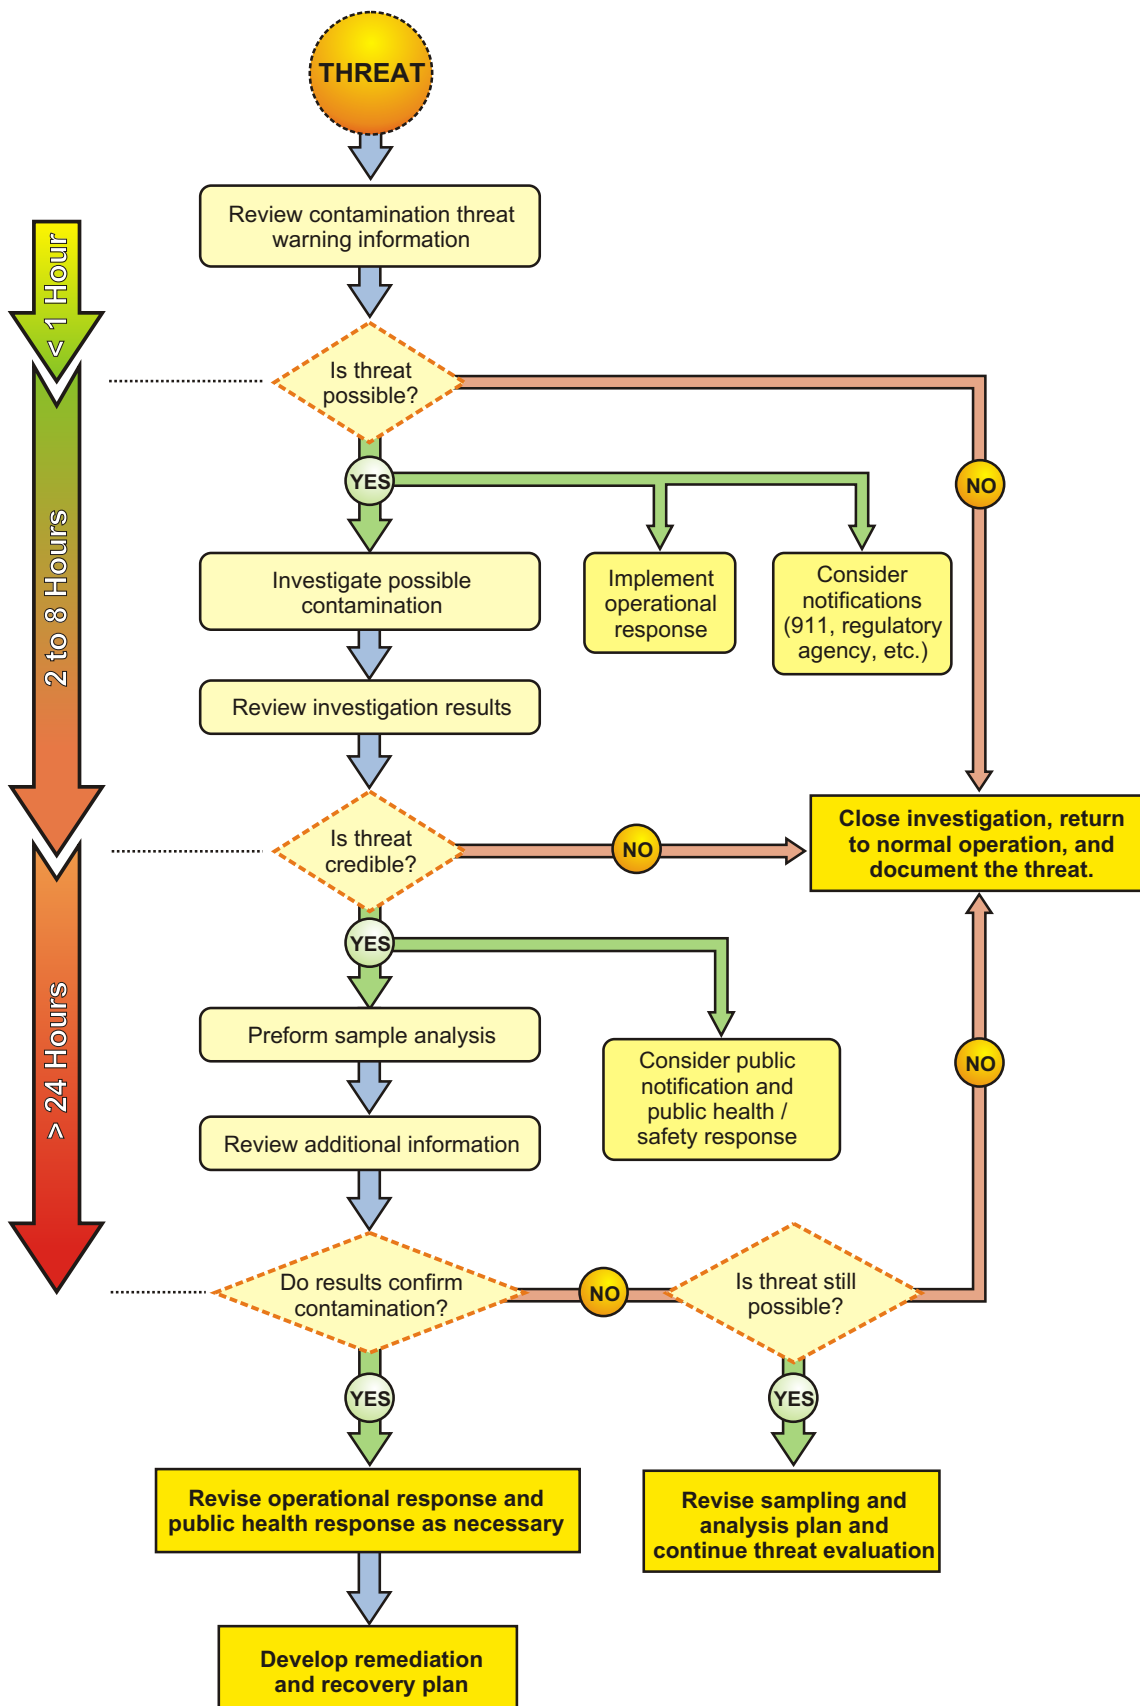 THREAT
Review contamination threat
warning information
< 1 Hour
Is threat
possible?
YES
NO
2 to 8 Hours
Investigate possible
contamination
Implement
operational
response
Consider
notifications
(911, regulatory
agency, etc.)
Review investigation results
Is threat
credible?
NO
Close investigation, return
to normal operation, and
document the threat.
YES
> 24 Hours
Preform sample analysis
Consider public
notification and
public health /
safety response
NO
Review additional information
Do results confirm
contamination?
NO
Is threat still
possible?
YES
YES
Revise operational response and
public health response as necessary
Revise sampling and
analysis plan and
continue threat evaluation
Develop remediation
and recovery plan